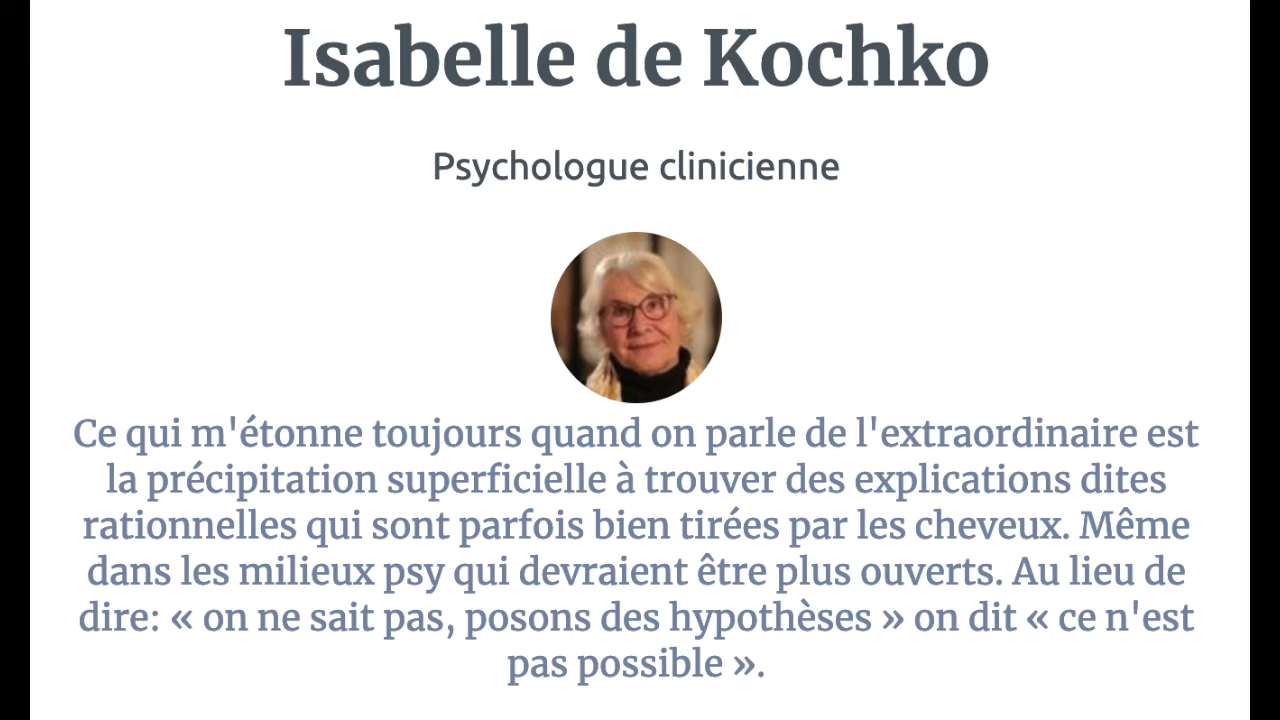 Isabelle de Kochko
Psychologue clinicienne
Ce qui m'étonne toujours quand on parle de l'extraordinaire est
la précipitation superficielle à trouver des explications dites
rationnelles qui sont parfois bien tirées par les cheveux. Même
dans les milieux psy qui devraient être plus ouverts. Au lieu de
dire: « on ne sait pas, posons des hypothèses » on dit « ce n'est
pas possible ».